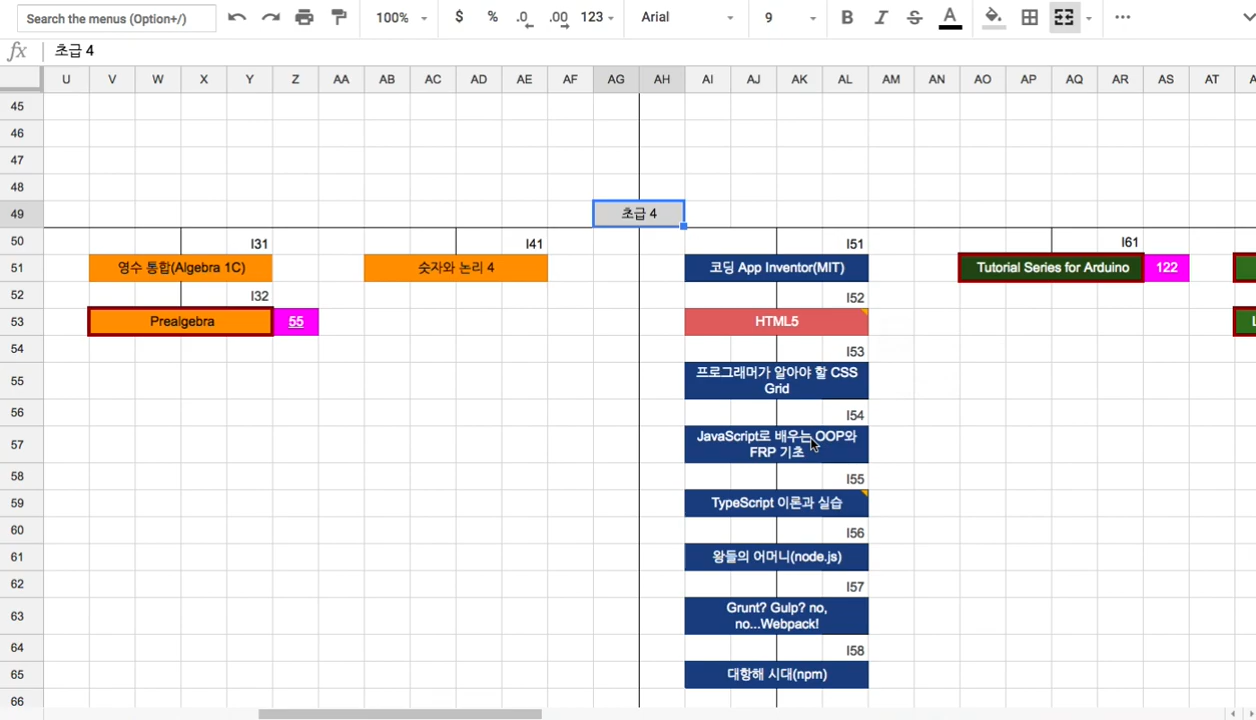 Search the menus (Option+/)
100%
$ % .0 .00 123
Arial
9
B I S A
fx 초급 4
U V W X Y Z AA AB AC AD AE AF AG AH AI AJ AK AL AM AN AO AP AQ AR AS AT
45
46
47
48
49 초급 4
50 I31 I41 I51 I61
51 영수 통합(Algebra 1C) 숫자와 논리 4 코딩 App Inventor(MIT) Tutorial Series for Arduino 122
52 I32 I52
53 Prealgebra 55 HTML5 L
54 I53
55 프로그래머가 알아야 할 CSS
Grid
56 I54
57 JavaScript로 배우는 OOP와
FRP 기초
58 I55
59 TypeScript 이론과 실습
60 I56
61 왕들의 어머니(node.js)
62 I57
63 Grunt? Gulp? no,
no...Webpack!
64 I58
65 대항해 시대(npm)
66